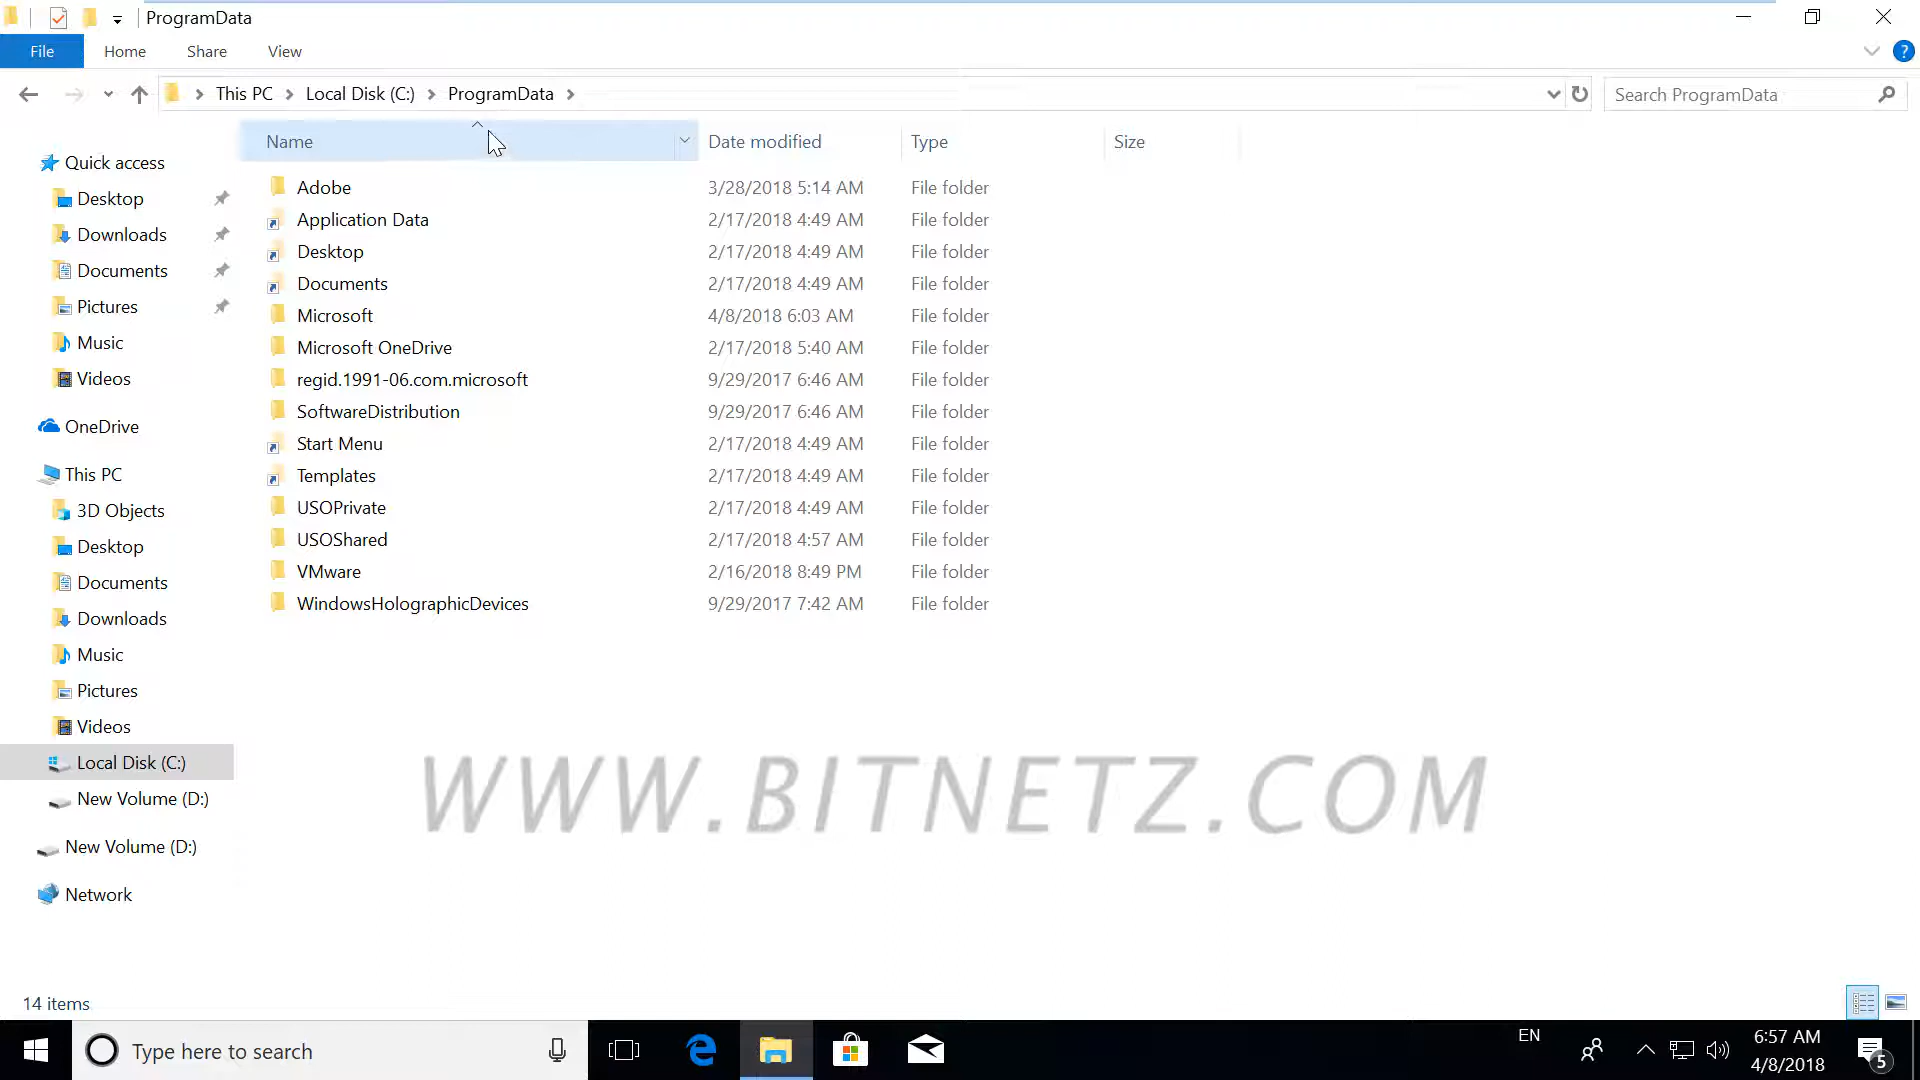 ProgramData
File Home Share View ?
This PC Local Disk (C:) ProgramData
Search ProgramData
Name Date modified Type Size
Quick access
Desktop
Downloads
Documents
Pictures
Music
Videos
OneDrive
This PC
3D Objects
Desktop
Documents
Downloads
Music
Pictures
Videos
Local Disk (C:)
New Volume (D:)
New Volume (D:)
Network
Adobe 3/28/2018 5:14 AM File folder
Application Data 2/17/2018 4:49 AM File folder
Desktop 2/17/2018 4:49 AM File folder
Documents 2/17/2018 4:49 AM File folder
Microsoft 4/8/2018 6:03 AM File folder
Microsoft OneDrive 2/17/2018 5:40 AM File folder
regid.1991-06.com.microsoft 9/29/2017 6:46 AM File folder
SoftwareDistribution 9/29/2017 6:46 AM File folder
Start Menu 2/17/2018 4:49 AM File folder
Templates 2/17/2018 4:49 AM File folder
USOPrivate 2/17/2018 4:49 AM File folder
USOShared 2/17/2018 4:57 AM File folder
VMware 2/16/2018 8:49 PM File folder
WindowsHolographicDevices 9/29/2017 7:42 AM File folder
WWW.BITNETZ.COM
14 items
Type here to search
EN
6:57 AM
4/8/2018
5